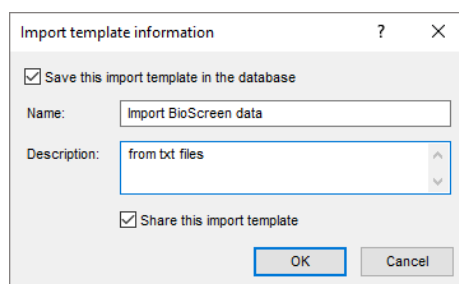 Import template information ?
Save this import template in the database
Name: Import BioScreen data
Description: from txt files
Share this import template
OK Cancel